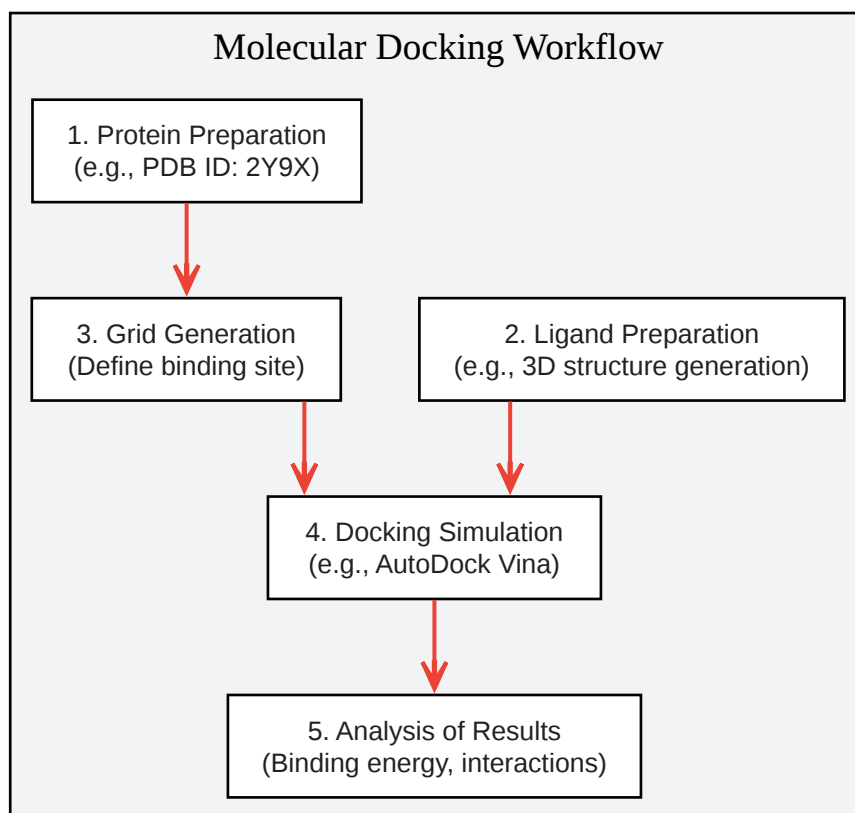 Molecular Docking Workflow
1. Protein Preparation
(e.g., PDB ID: 2Y9X)
3. Grid Generation
(Define binding site)
2. Ligand Preparation
(e.g., 3D structure generation)
4. Docking Simulation
(e.g., AutoDock Vina)
5. Analysis of Results
(Binding energy, interactions)